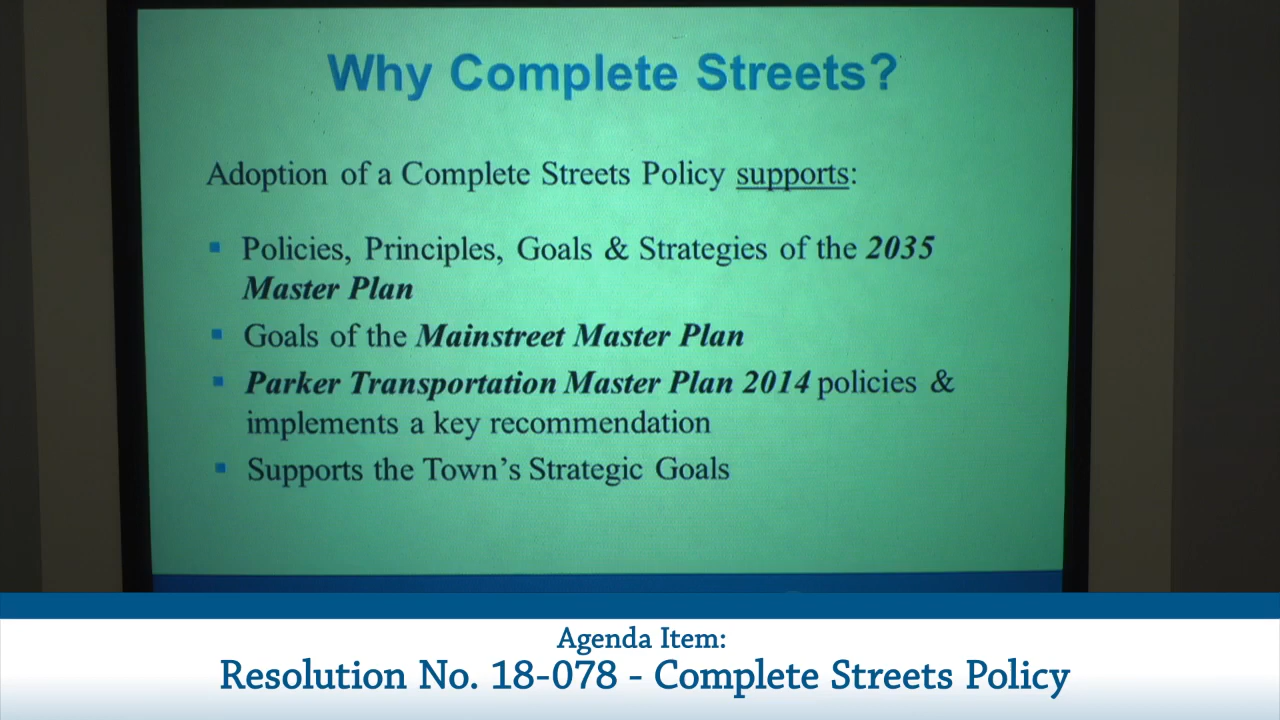 Why Complete Streets?
Adoption of a Complete Streets Policy supports:
▪ Policies, Principles, Goals & Strategies of the 2035
Master Plan
▪ Goals of the Mainstreet Master Plan
▪ Parker Transportation Master Plan 2014 policies &
implements a key recommendation
▪ Supports the Town's Strategic Goals
Agenda Item:
Resolution No. 18-078 - Complete Streets Policy